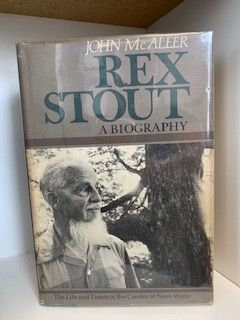 JOHN McALEER
REX
STOUT
A BIOGRAPHY
The Life and Times of the Creator of Nero Wolfe